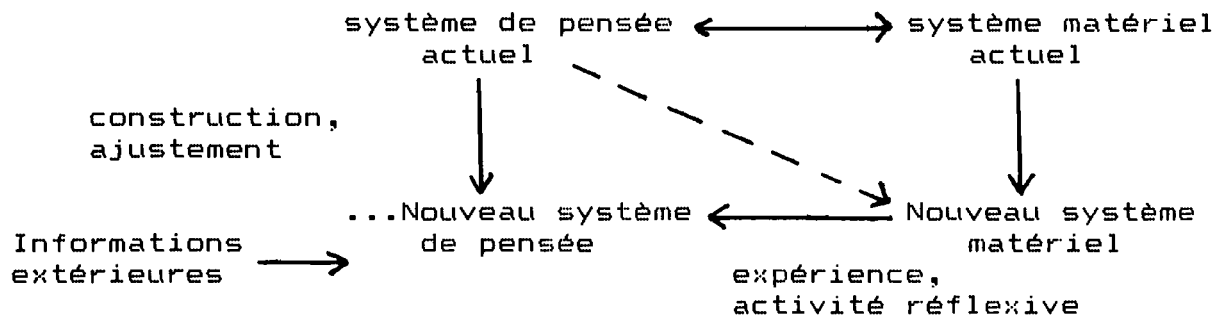 système de pensée
actuel
système matériel
actuel
construction,
ajustement
...Nouveau système
de pensée
Nouveau système
matériel
Informations
extérieures
expérience,
activité réflexive